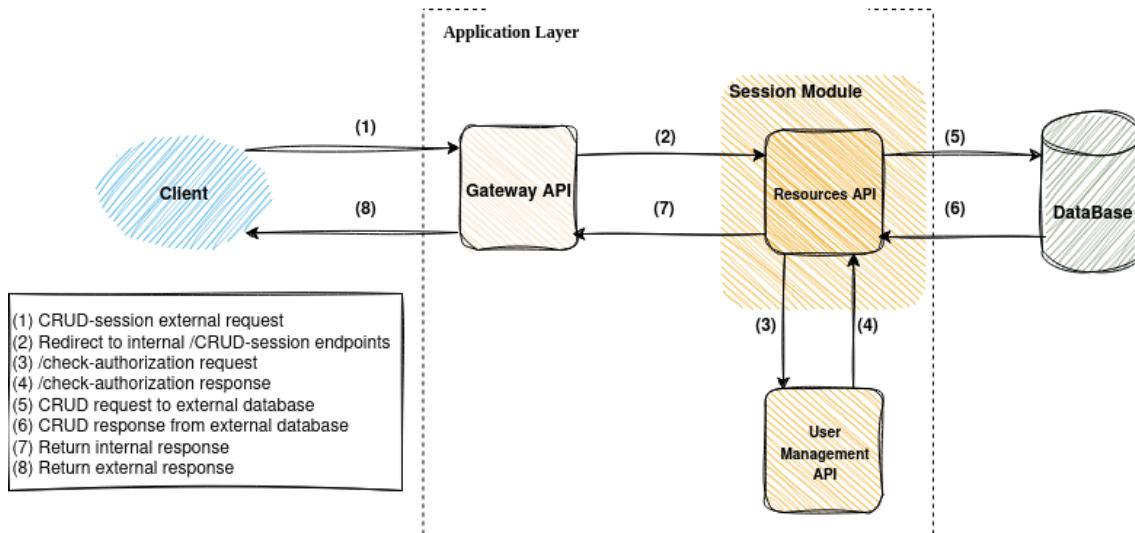 Application Layer
Session Module
(1)
(2)
(5)
Client
Gateway API
Resources API
DataBase
(8)
(7)
(6)
(3)
(4)
(1) CRUD-session external request
(2) Redirect to internal /CRUD-session endpoints
(3) /check-authorization request
(4) /check-authorization response
(5) CRUD request to external database
(6) CRUD response from external database
(7) Return internal response
(8) Return external response
User
Management
API